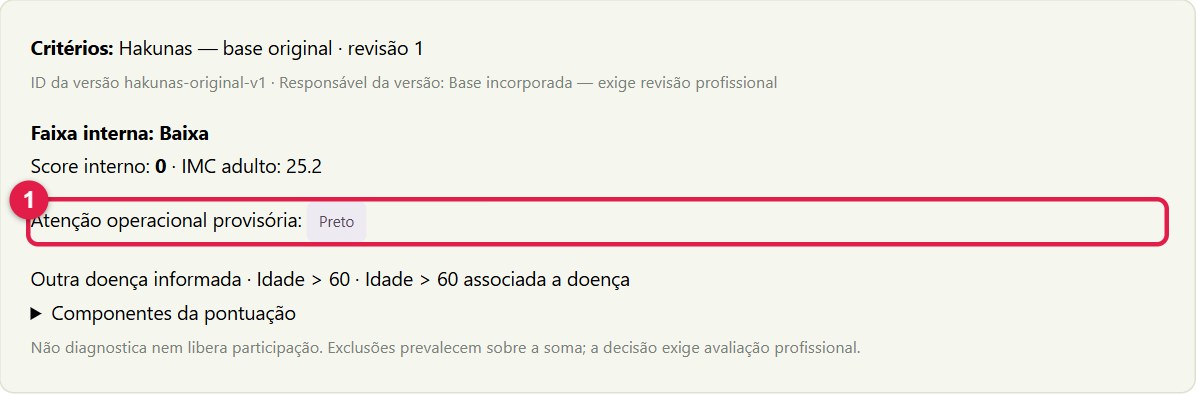 Critérios: Hakunas — base original · revisão 1
ID da versão hakunas-original-v1 · Responsável da versão: Base incorporada — exige revisão profissional
Faixa interna: Baixa
Score interno: 0 · IMC adulto: 25.2
1
Atenção operacional provisória: Preto
Outra doença informada · Idade > 60 · Idade > 60 associada a doença
▶ Componentes da pontuação
Não diagnostica nem libera participação. Exclusões prevalecem sobre a soma; a decisão exige avaliação profissional.